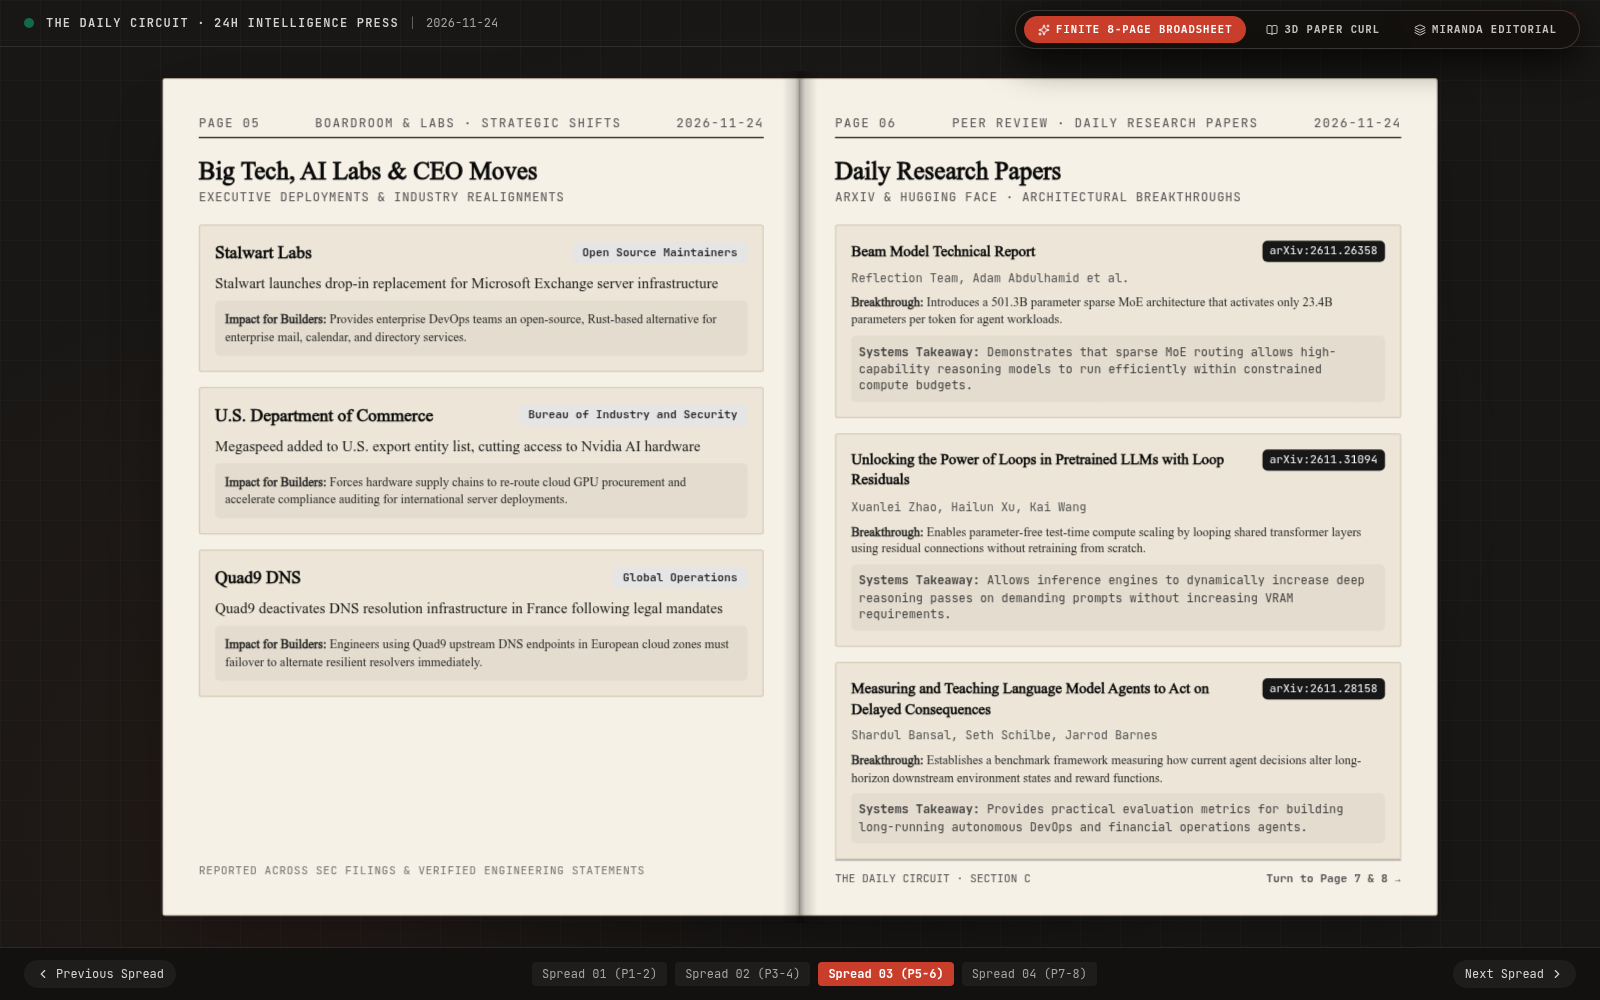 THE DAILY CIRCUIT · 24H INTELLIGENCE PRESS | 2026-11-24
FINITE 8-PAGE BROADSHEET
3D PAPER CURL
MIRANDA EDITORIAL
PAGE 05 BOARDROOM & LABS · STRATEGIC SHIFTS 2026-11-24
Big Tech, AI Labs & CEO Moves
EXECUTIVE DEPLOYMENTS & INDUSTRY REALIGNMENTS
Stalwart Labs
Open Source Maintainers
Stalwart launches drop-in replacement for Microsoft Exchange server infrastructure
Impact for Builders: Provides enterprise DevOps teams an open-source, Rust-based alternative for
enterprise mail, calendar, and directory services.
U.S. Department of Commerce
Bureau of Industry and Security
Megaspeed added to U.S. export entity list, cutting access to Nvidia AI hardware
Impact for Builders: Forces hardware supply chains to re-route cloud GPU procurement and
accelerate compliance auditing for international server deployments.
Quad9 DNS
Global Operations
Quad9 deactivates DNS resolution infrastructure in France following legal mandates
Impact for Builders: Engineers using Quad9 upstream DNS endpoints in European cloud zones must
failover to alternate resilient resolvers immediately.
REPORTED ACROSS SEC FILINGS & VERIFIED ENGINEERING STATEMENTS
PAGE 06 PEER REVIEW · DAILY RESEARCH PAPERS 2026-11-24
Daily Research Papers
ARXIV & HUGGING FACE · ARCHITECTURAL BREAKTHROUGHS
Beam Model Technical Report
arXiv:2611.26358
Reflection Team, Adam Abdulhamid et al.
Breakthrough: Introduces a 501.3B parameter sparse MoE architecture that activates only 23.4B
parameters per token for agent workloads.
Systems Takeaway: Demonstrates that sparse MoE routing allows high-
capability reasoning models to run efficiently within constrained
compute budgets.
Unlocking the Power of Loops in Pretrained LLMs with Loop
Residuals
arXiv:2611.31094
Xuanlei Zhao, Hailun Xu, Kai Wang
Breakthrough: Enables parameter-free test-time compute scaling by looping shared transformer layers
using residual connections without retraining from scratch.
Systems Takeaway: Allows inference engines to dynamically increase deep
reasoning passes on demanding prompts without increasing VRAM
requirements.
Measuring and Teaching Language Model Agents to Act on
Delayed Consequences
arXiv:2611.28158
Shardul Bansal, Seth Schilbe, Jarrod Barnes
Breakthrough: Establishes a benchmark framework measuring how current agent decisions alter long-
horizon downstream environment states and reward functions.
Systems Takeaway: Provides practical evaluation metrics for building
long-running autonomous DevOps and financial operations agents.
THE DAILY CIRCUIT · SECTION C
Turn to Page 7 & 8 →
Previous Spread
Spread 01 (P1-2)
Spread 02 (P3-4)
Spread 03 (P5-6)
Spread 04 (P7-8)
Next Spread